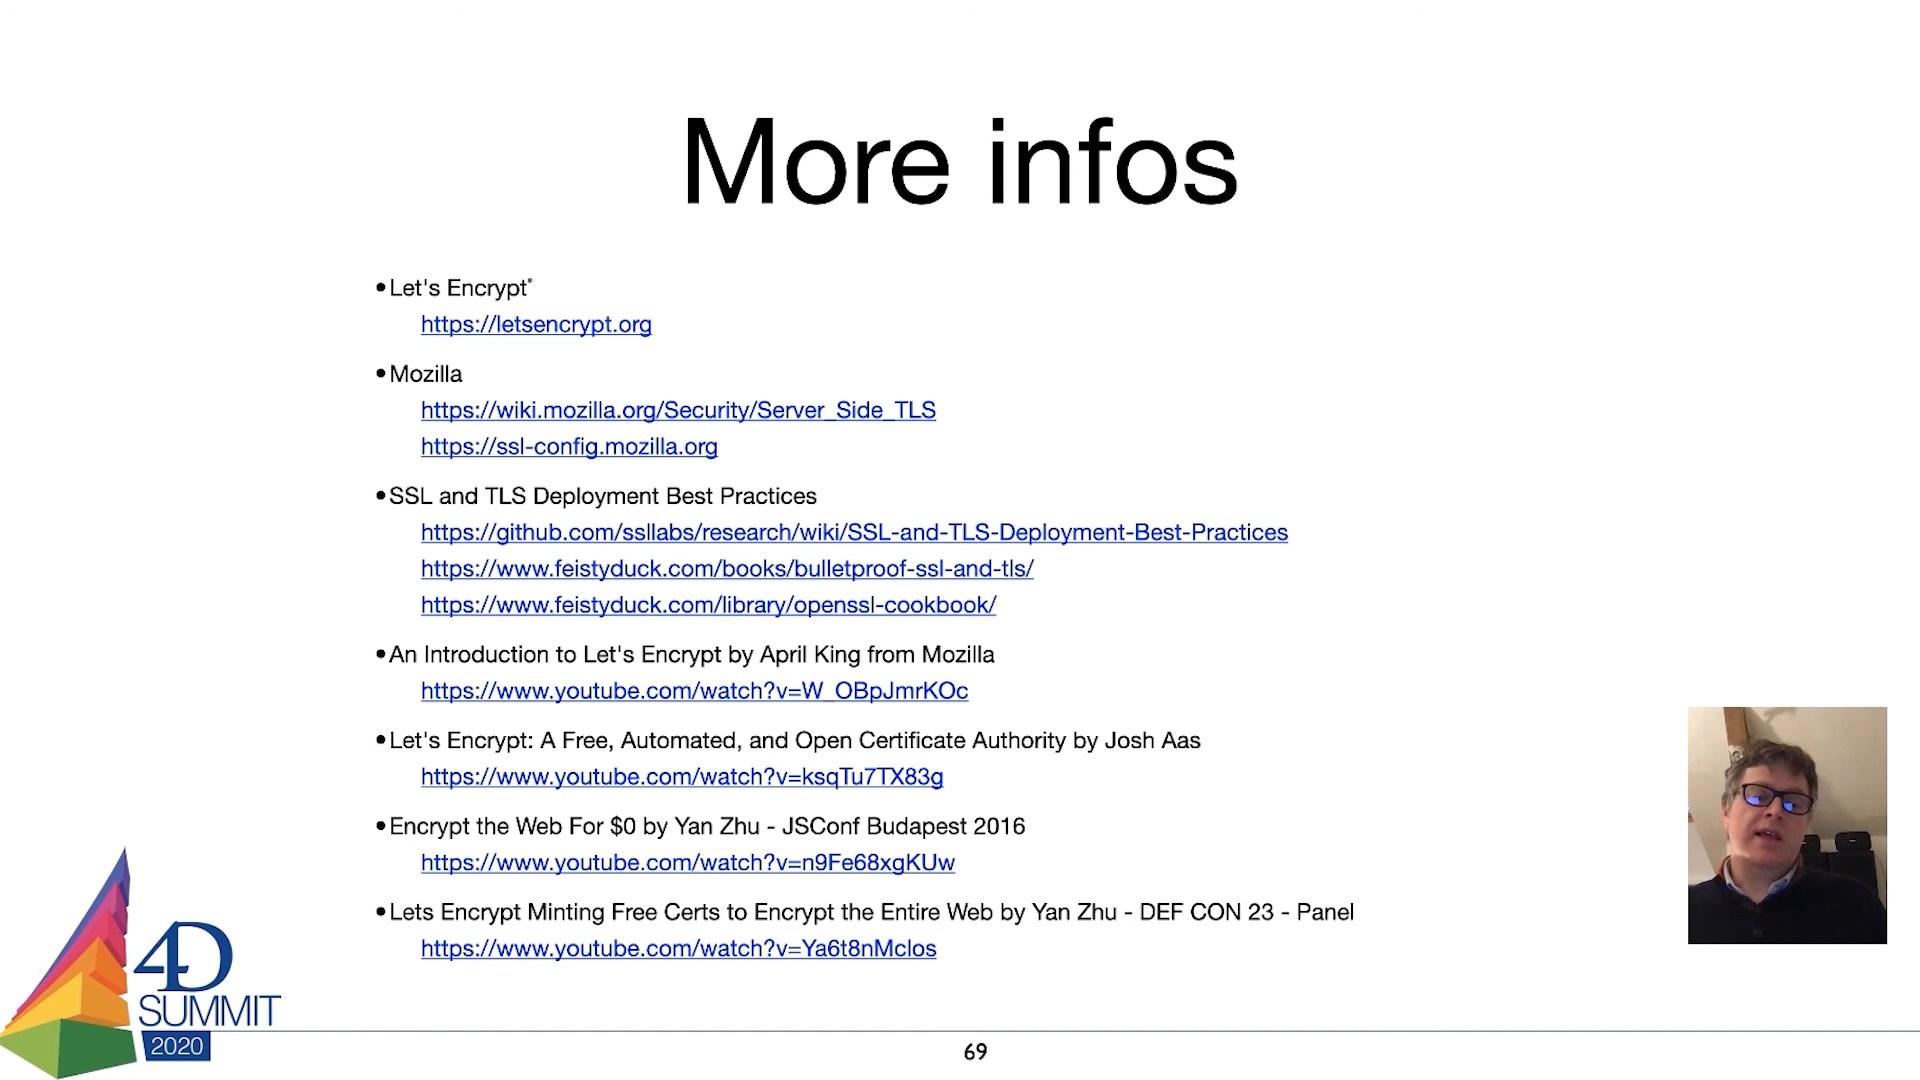 More infos
•Let's Encrypt*
https://letsencrypt.org
•Mozilla
https://wiki.mozilla.org/Security/Server_Side_TLS
https://ssl-config.mozilla.org
•SSL and TLS Deployment Best Practices
https://github.com/ssllabs/research/wiki/SSL-and-TLS-Deployment-Best-Practices
https://www.feistyduck.com/books/bulletproof-ssl-and-tls/
https://www.feistyduck.com/library/openssl-cookbook/
•An Introduction to Let's Encrypt by April King from Mozilla
https://www.youtube.com/watch?v=W_OBpJmrKOc
•Let's Encrypt: A Free, Automated, and Open Certificate Authority by Josh Aas
https://www.youtube.com/watch?v=ksqTu7TX83g
•Encrypt the Web For $0 by Yan Zhu - JSConf Budapest 2016
https://www.youtube.com/watch?v=n9Fe68xgKUw
•Lets Encrypt Minting Free Certs to Encrypt the Entire Web by Yan Zhu - DEF CON 23 - Panel
https://www.youtube.com/watch?v=Ya6t8nMclos
4D
SUMMIT
2020
69